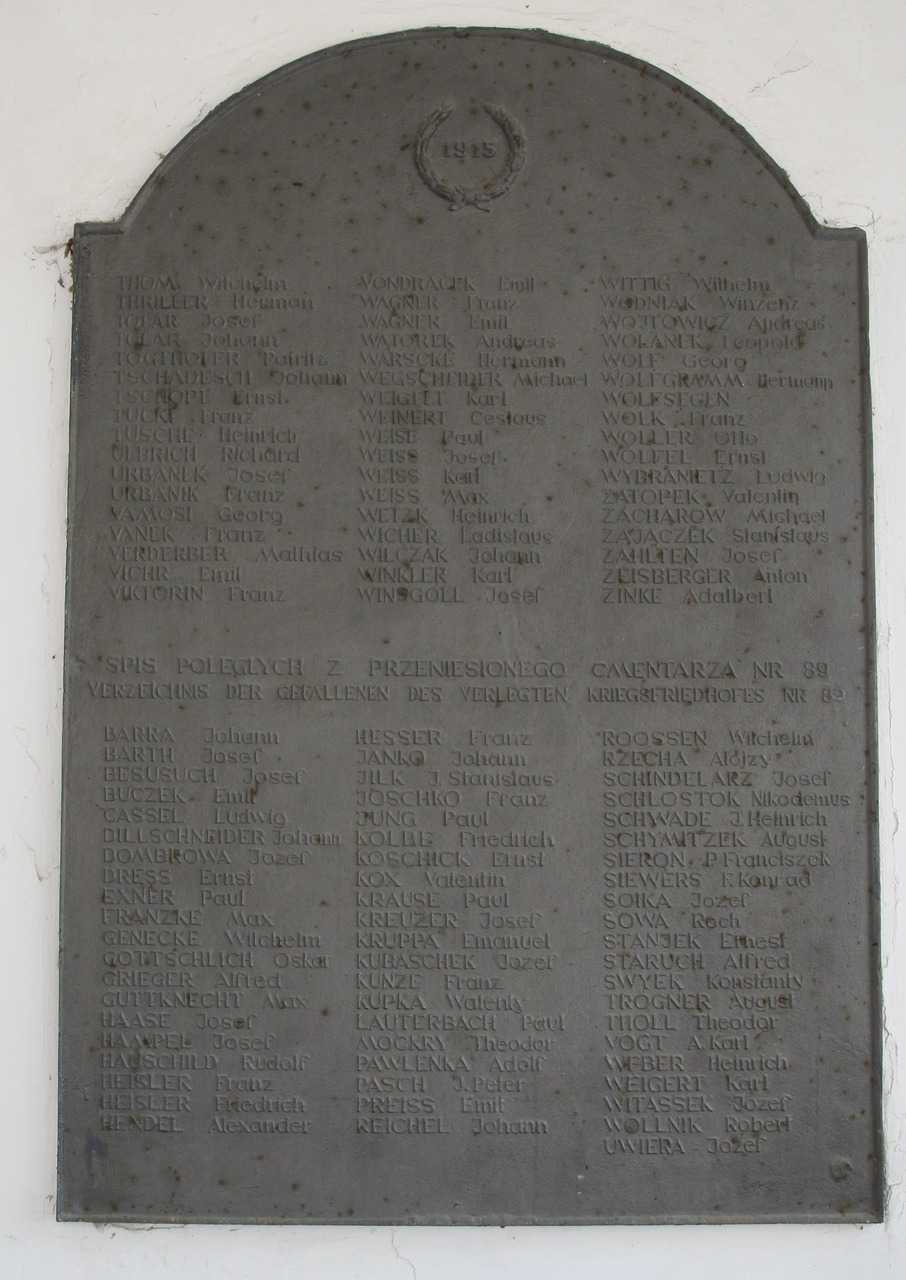 1915
THOM Wilchelm
THRILLER Herman
TOLAR Josef
TOLAR Johann
TOGHIOFER Patritz
TSCHADESCH Johann
TSCHOPE Ernst
TUCKI Franz
TUSCHE Heinrich
ULBRICH Richard
URBANEK Josef
URBANIK Franz
VAMOSI Georg
VANEK Franz
VERDERBER Mathias
VICHR Emil
VIKTORIN Franz
VONDRACEK Emil
WAGNER Franz
WAGNER Emil
WATOREK Andreas
WARSCKE Hermann
WEGSCHEIDER Michael
WEIGELT Karl
WEINERT Ceslaus
WEISE Paul
WEISS Josef
WEISS Karl
WEISS Max
WETZK Heinrich
WICHER Ladislaus
WILCZAK Johann
WINKLER Karl
WINSGOLL Josef
WITTIG Wilhelm
WODNIAK Winzenz
WOJTOWICZ Andreas
WOLANEK Leopold
WOLF Georg
WOLFGRAMM Hermann
WOLFSEGEN
WOLK Franz
WOLLER Otto
WOLFEL Ernst
WYBRANIETZ Ludwig
ZATOPEK Valentin
ZACHAROW Michael
ZAJĄCZEK Stanislaus
ZAHLTEN Josef
ZEISBERGER Anton
ZINKE Adalbert
SPIS POLEGŁYCH Z PRZENIESIONEGO CMENTARZA NR 89
VERZEICHNIS DER GEFALLENEN DES VERLEGTEN KRIEGSFRIEDHOFES NR 89
BARRA Johann
BARTH Josef
BESUSUCH Josef
BUCZEK Emil
CASSEL Ludwig
DILLSCHNEIDER Johann
DOMBROWA Jozef
DRESS Ernst
EXNER Paul
FRANZKE Max
GENECKE Wilchelm
GOTTSCHLICH Oskar
GRIEGER Alfred
GUTTKNECHT Max
HAASE Josef
HAMPEL Josef
HAUSCHILD Rudolf
HEISLER Franz
HEISLER Friedrich
HENDEL Alexander
HESSER Franz
JANKO Johann
JILK J. Stanislaus
JOSCHKO Franz
JUNG Paul
KOLBE Friedrich
KOSCHICK Ernst
KOX Valentin
KRAUSE Paul
KREUZER Josef
KRUPPA Emanuel
KUBASCHEK Jozef
KUNZE Franz
KUPKA Walenty
LAUTERBACH Paul
MOCKRY Theodor
PAWLENKA Adolf
PASCH J. Peter
PREISS Emil
REICHEL Johann
ROOSSEN Wilchelm
RZECHA Alojzy
SCHINDELARZ Josef
SCHLOSTOK Nikodemus
SCHWADE J. Heinrich
SCHYMITZEK August
SIERON P. Franciszek
SIEWERS F. Konrad
SOIKA Jozef
SOWA Roch
STANJEK Ernest
STARUCH Alfred
SWYEK Konstanty
TROGNER August
THOLL Theodor
VOGT A. Karl
WEBER Heinrich
WEIGERT Karl
WITASSEK Józef
WOLLNIK Robert
UWIERA Józef